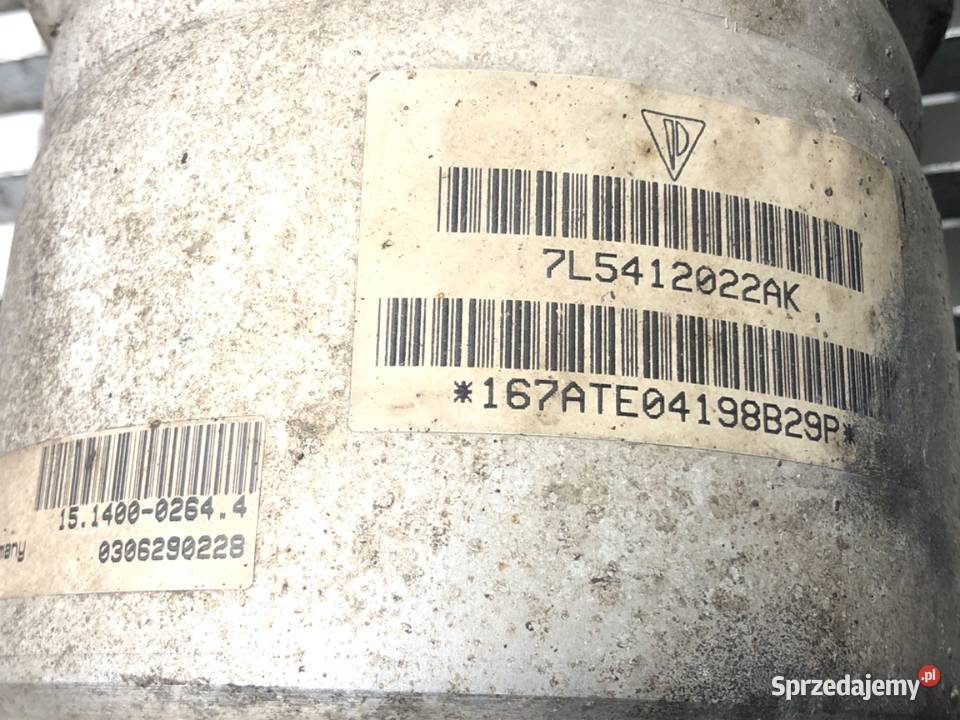 7L5412022AK
*167ATE04198B29P*
15.1400-0264.4
many 0306290228
Sprzedajemy.pl